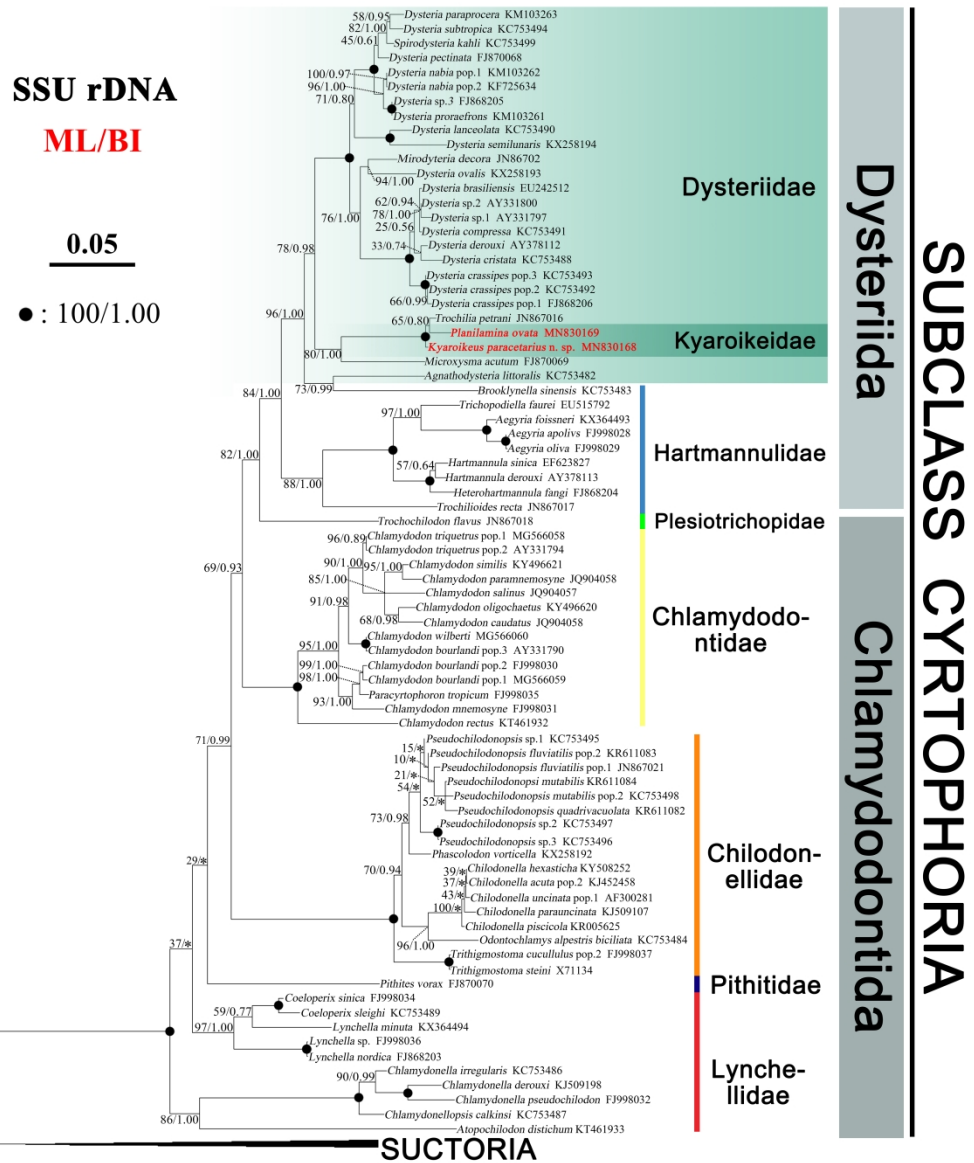 SSU rDNA
ML/BI
0.05
● : 100/1.00
58/0.95
Dysteria paraprocera KM103263
82/1.00
Dysteria subtropica KC753494
45/0.61
Spirodysteria kahli KC753499
Dysteria pectinata FJ870068
100/0.97
Dysteria nabia pop.1 KM103262
96/1.00
Dysteria nabia pop.2 KF725634
71/0.80
Dysteria sp.3 FJ868205
Dysteria proraefrons KM103261
Dysteria lanceolata KC753490
Dysteria semilunaris KX258194
Mirodyteria decora JN86702
Dysteria ovalis KX258193
94/1.00
Dysteria brasiliensis EU242512
62/0.94
Dysteria sp.2 AY331800
78/1.00
Dysteria sp.1 AY331797
76/1.00
25/0.56
Dysteria compressa KC753491
33/0.74
Dysteria derouxi AY378112
78/0.98
Dysteria cristata KC753488
Dysteria crassipes pop.3 KC753493
Dysteria crassipes pop.2 KC753492
66/0.99
Dysteria crassipes pop.1 FJ868206
96/1.00
65/0.80
Trochilia petrani JN867016
Planilamina ovata MN830169
Kyaroikeus paracetarius n. sp. MN830168
80/1.00
Microxysma acutum FJ870069
Agnathodysteria littoralis KC753482
73/0.99
Brooklynella sinensis KC753483
84/1.00
Trichopodiella faurei EU515792
97/1.00
Aegyria foissneri KX364493
Aegyria apolivs FJ998028
Aegyria oliva FJ998029
82/1.00
57/0.64
Hartmannula sinica EF623827
Hartmannula derouxi AY378113
88/1.00
Heterohartmannula fangi FJ868204
Trochilioides recta JN867017
Trochochilodon flavus JN867018
96/0.89
Chlamydodon triquetrus pop.1 MG566058
Chlamydodon triquetrus pop.2 AY331794
69/0.93
90/1.00
95/1.00
Chlamydodon similis KY496621
85/1.00
Chlamydodon paramnemosyne JQ904058
Chlamydodon salinus JQ904057
91/0.98
Chlamydodon oligochaetus KY496620
68/0.98
Chlamydodon caudatus JQ904058
Chlamydodon wilberti MG566060
95/1.00
Chlamydodon bourlandi pop.3 AY331790
99/1.00
Chlamydodon bourlandi pop.2 FJ998030
98/1.00
Chlamydodon bourlandi pop.1 MG566059
93/1.00
Paracyrtophoron tropicum FJ998035
Chlamydodon mnemosyne FJ998031
Chlamydodon rectus KT461932
71/0.99
Pseudochilodonopsis sp.1 KC753495
15/*
Pseudochilodonopsis fluviatilis pop.2 KR611083
10/*
Pseudochilodonopsis fluviatilis pop.1 JN867021
21/*
Pseudochilodonopsi mutabilis KR611084
54/*
Pseudochilodonopsis mutabilis pop.2 KC753498
52/*
Pseudochilodonopsis quadrivacuolata KR611082
73/0.98
Pseudochilodonopsis sp.2 KC753497
Pseudochilodonopsis sp.3 KC753496
Phascolodon vorticella KX258192
29/*
70/0.94
39/*
Chilodonella hexasticha KY508252
37/*
Chilodonella acuta pop.2 KJ452458
43/*
Chilodonella uncinata pop.1 AF300281
100/*
Chilodonella parauncinata KJ509107
Chilodonella piscicola KR005625
96/1.00
Odontochlamys alpestris biciliata KC753484
37/*
Trithigmostoma cucullulus pop.2 FJ998037
Trithigmostoma steini X71134
Pithites vorax FJ870070
Coeloperix sinica FJ998034
59/0.77
Coeloperix sleighi KC753489
97/1.00
Lynchella minuta KX364494
Lynchella sp. FJ998036
Lynchella nordica FJ868203
90/0.99
Chlamydonella irregularis KC753486
Chlamydonella derouxi KJ509198
Chlamydonella pseudochilodon FJ998032
86/1.00
Chlamydonellopsis calkinsi KC753487
Atopochilodon distichum KT461933
SUCTORIA
Dysteriidae
Kyaroikeidae
Hartmannulidae
Plesiotrichopidae
Chlamydodo-
ntidae
Chilodon-
ellidae
Pithitidae
Lynche-
llidae
Dysteriida
Chlamydodontida
SUBCLASS CYRTOPHORIA